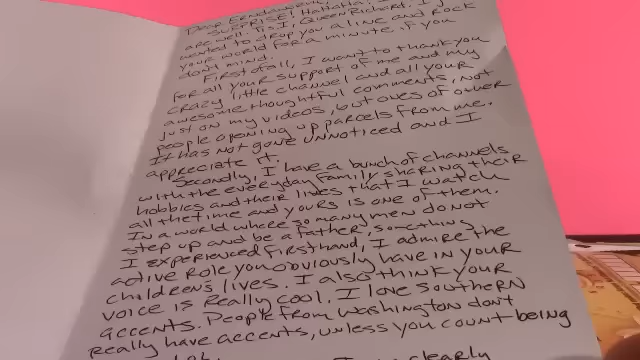 Dear
SURPRISE! HaHaHa! Tis I, Queen Richard. I
are well.
wanted to drop you a line and Rock
your world for a minute if you
don't mind.
First of all, I want to thank you
for all your support of me and my
crazy little channel and all your
awesome thoughtful comments, not
just on my videos, but ones of other
people opening up parcels from me.
It has not gone unnoticed and I
appreciate it.
Secondly, I have a bunch of channels
with the everyday family sharing their
hobbies and their lives that I watch
all the time and yours is one of them.
In a world where so many men do not
step up and be a father, something
I experienced firsthand, I admire the
active role you obviously have in your
children's lives. I also think your
voice is really cool. I love southern
accents. People from Washington don't
really have accents, unless you count being
clearly